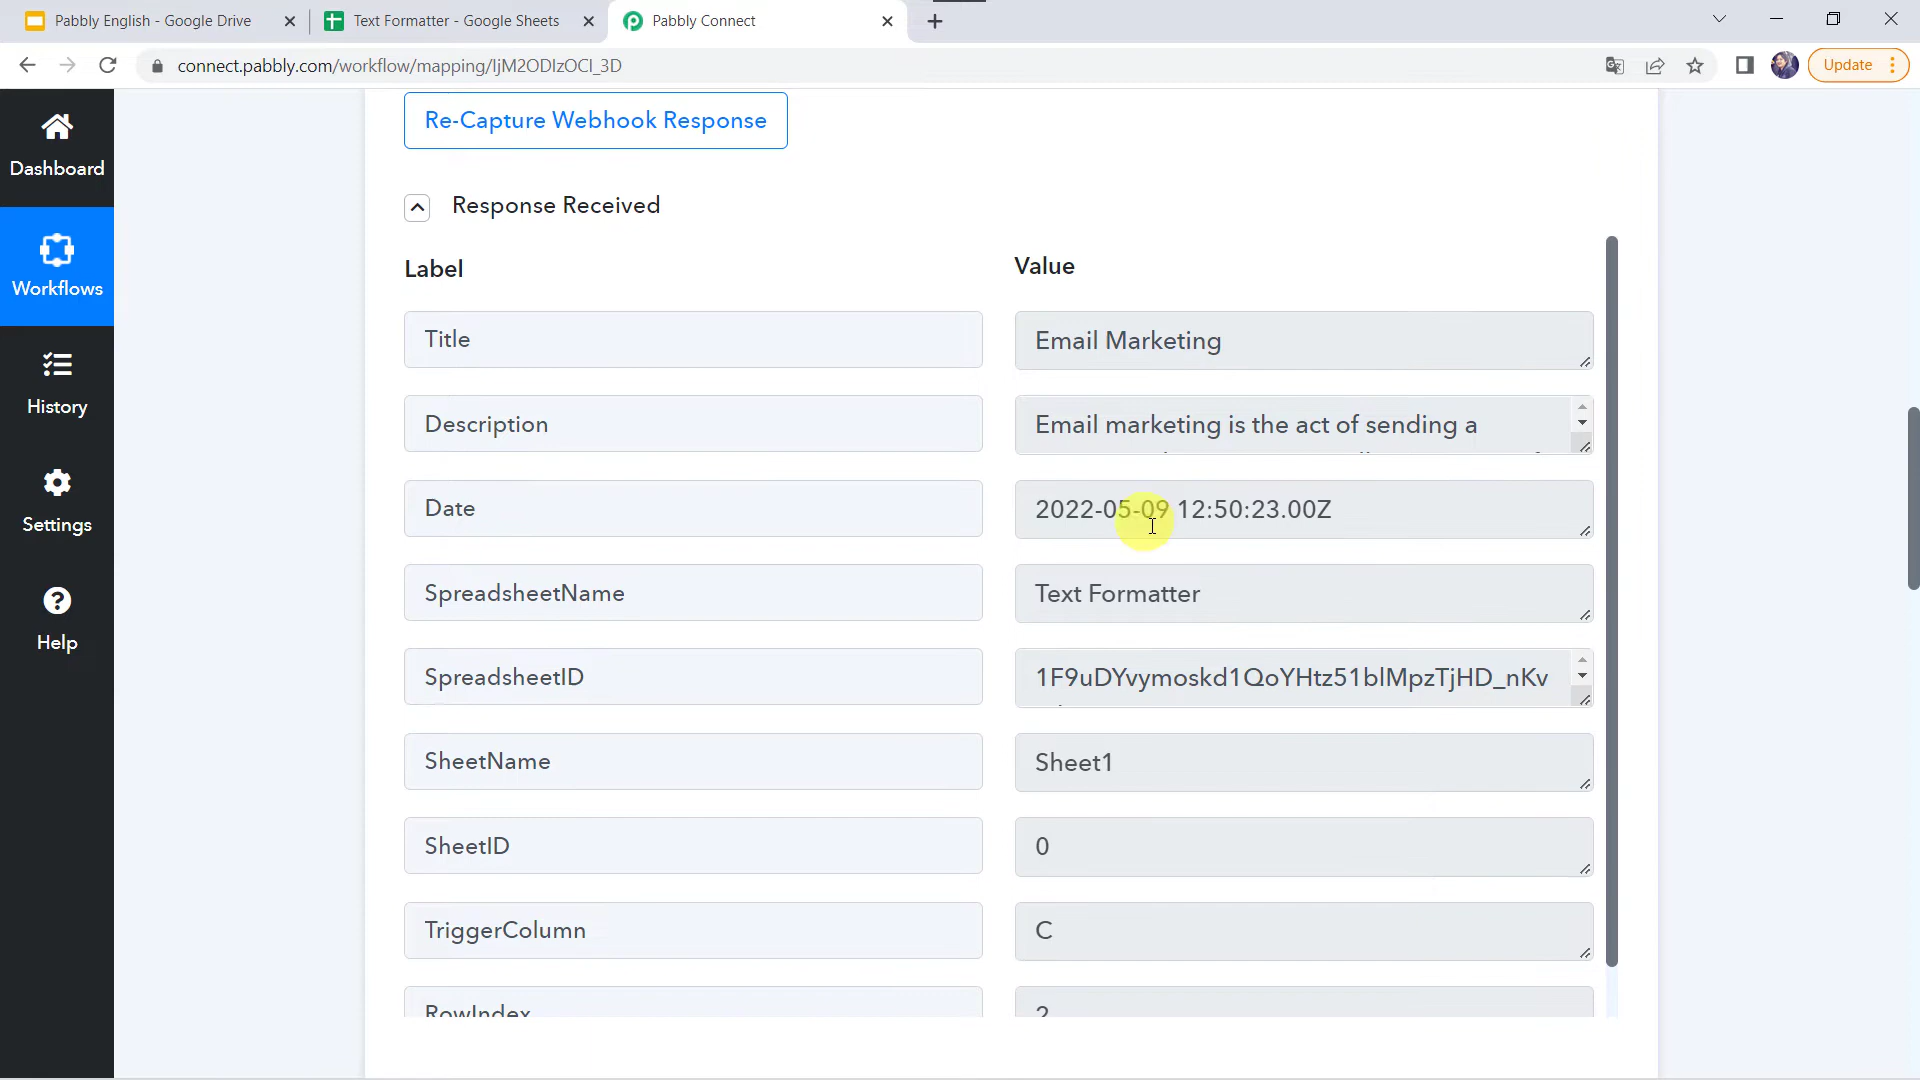 Pabbly English - Google Drive
Text Formatter - Google Sheets
Pabbly Connect
connect.pabbly.com/workflow/mapping/IjM2ODIzOCI_3D
Update
Dashboard
Workflows
History
Settings
Help
Re-Capture Webhook Response
Response Received
Label
Value
Title
Email Marketing
Description
Email marketing is the act of sending a
Date
2022-05-09 12:50:23.00Z
SpreadsheetName
Text Formatter
SpreadsheetID
1F9uDYvymoskd1QoYHtz51blMpzTjHD_nKv
SheetName
Sheet1
SheetID
0
TriggerColumn
C
RowIndex
2